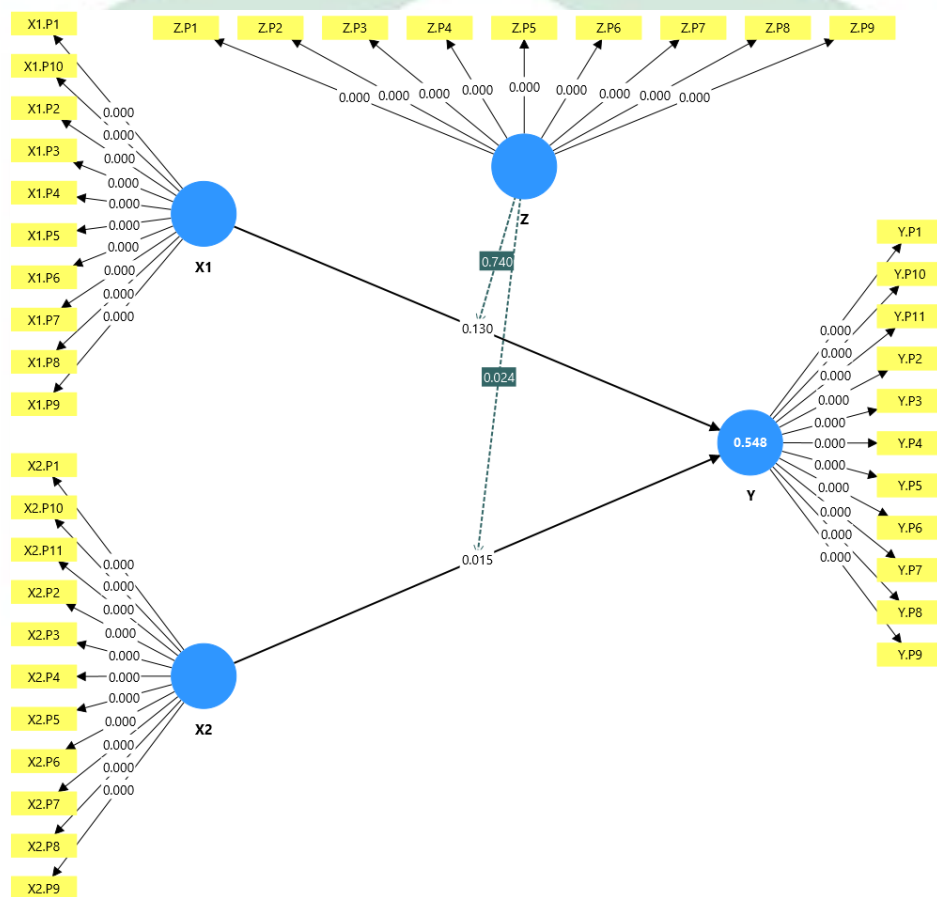 X1.P1
X1.P10
X1.P2
X1.P3
X1.P4
X1.P5
X1.P6
X1.P7
X1.P8
X1.P9
0.000
0.000
0.000
0.000
0.000
0.000
0.000
0.000
0.000
0.000
X1
Z.P1 Z.P2 Z.P3 Z.P4 Z.P5 Z.P6 Z.P7 Z.P8 Z.P9
0.000 0.000 0.000 0.000 0.000 0.000 0.000 0.000 0.000
Z
0.740
0.130
0.024
0.015
X2.P1
X2.P10
X2.P11
X2.P2
X2.P3
X2.P4
X2.P5
X2.P6
X2.P7
X2.P8
X2.P9
0.000
0.000
0.000
0.000
0.000
0.000
0.000
0.000
0.000
0.000
0.000
X2
0.548
Y
0.000
0.000
0.000
0.000
0.000
0.000
0.000
0.000
0.000
0.000
0.000
Y.P1
Y.P10
Y.P11
Y.P2
Y.P3
Y.P4
Y.P5
Y.P6
Y.P7
Y.P8
Y.P9